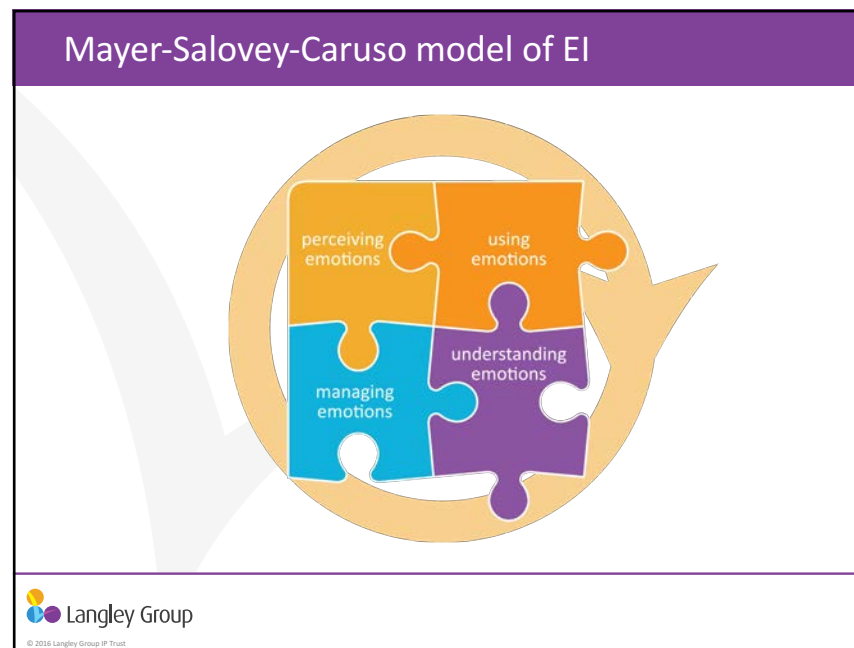 Mayer-Salovey-Caruso model of EI
perceiving
emotions
using
emotions
managing
emotions
understanding
emotions
Langley Group
© 2016 Langley Group IP Trust